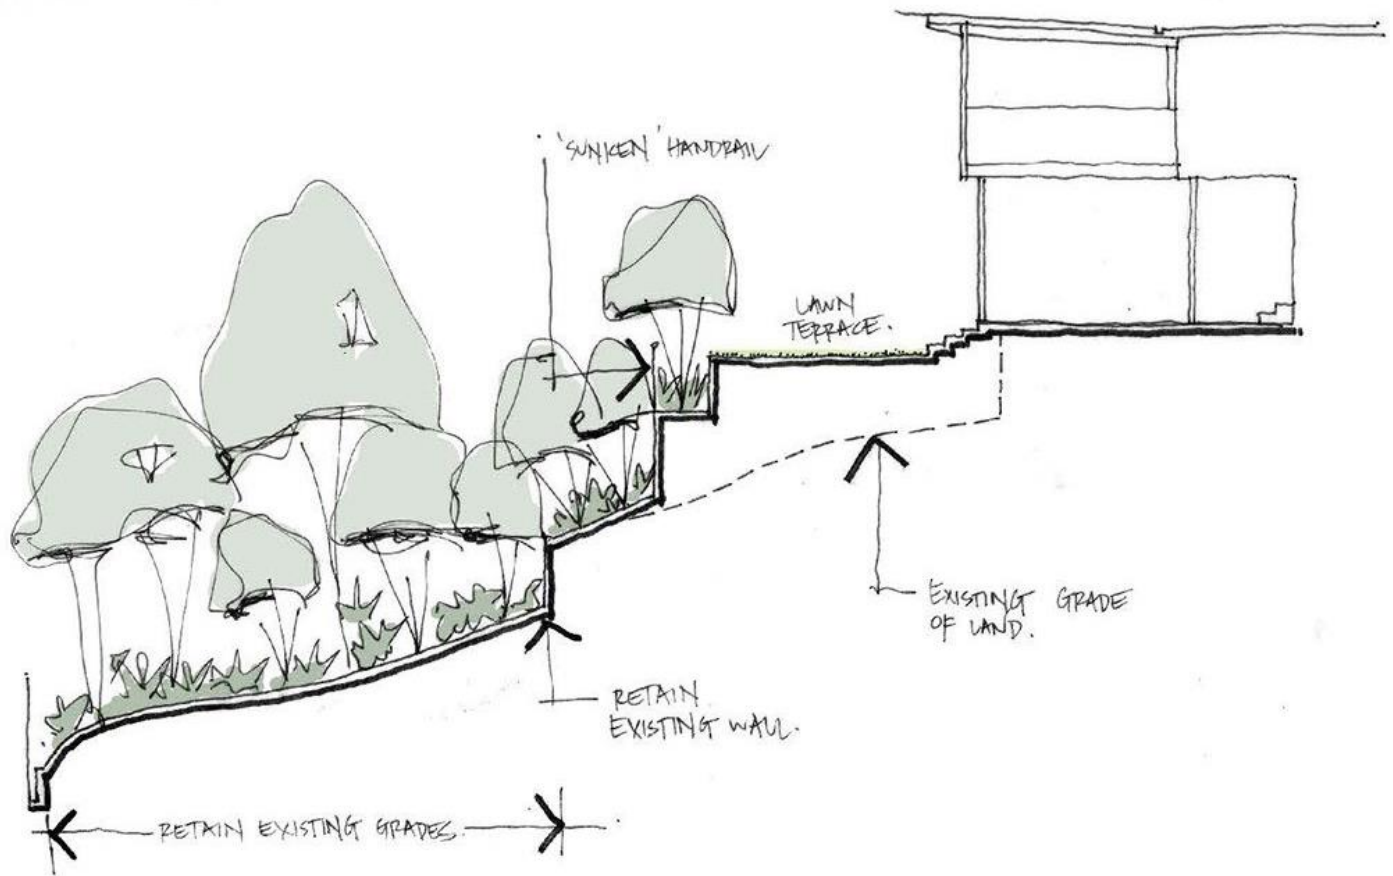 'SUNKEN' HANDRAIL
LAWN
TERRACE.
EXISTING GRADE
OF LAND.
RETAIN
EXISTING WALL.
RETAIN EXISTING GRADES.